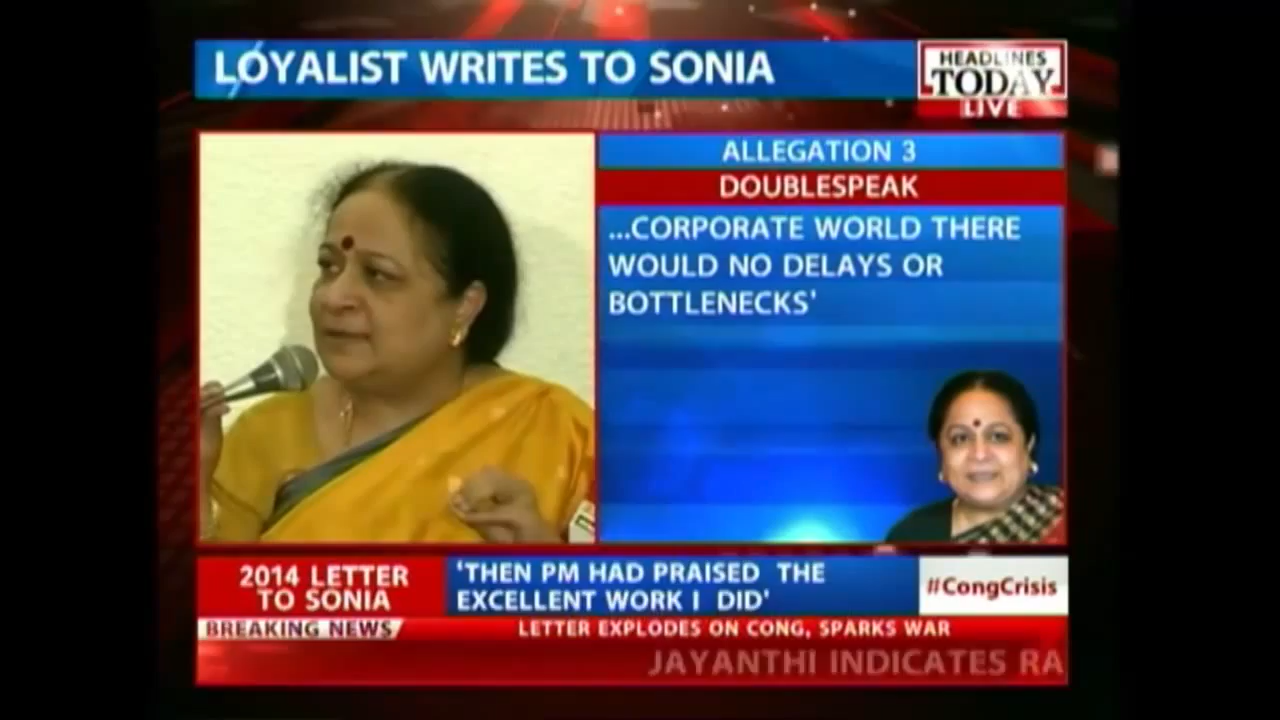 LOYALIST WRITES TO SONIA
HEADLINES
TODAY
LIVE
ALLEGATION 3
DOUBLESPEAK
...CORPORATE WORLD THERE
WOULD NO DELAYS OR
BOTTLENECKS'
2014 LETTER
TO SONIA
'THEN PM HAD PRAISED THE
EXCELLENT WORK I DID'
#CongCrisis
BREAKING NEWS
LETTER EXPLODES ON CONG, SPARKS WAR
JAYANTHI INDICATES RA